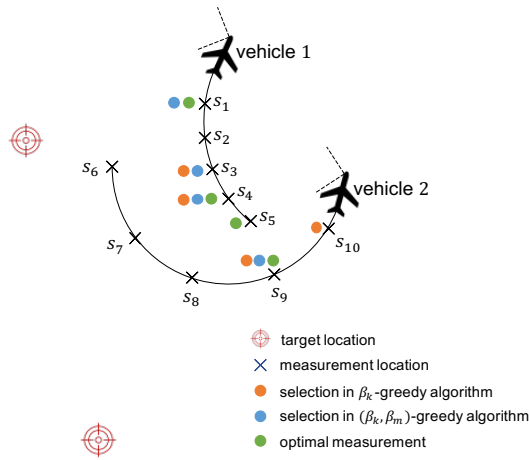 vehicle 1
s₁
s₂
s₃
s₆
s₄
vehicle 2
s₅
s₇
s₁₀
s₈
s₉
target location
measurement location
selection in βₖ-greedy algorithm
selection in (βₖ, βₘ)-greedy algorithm
optimal measurement